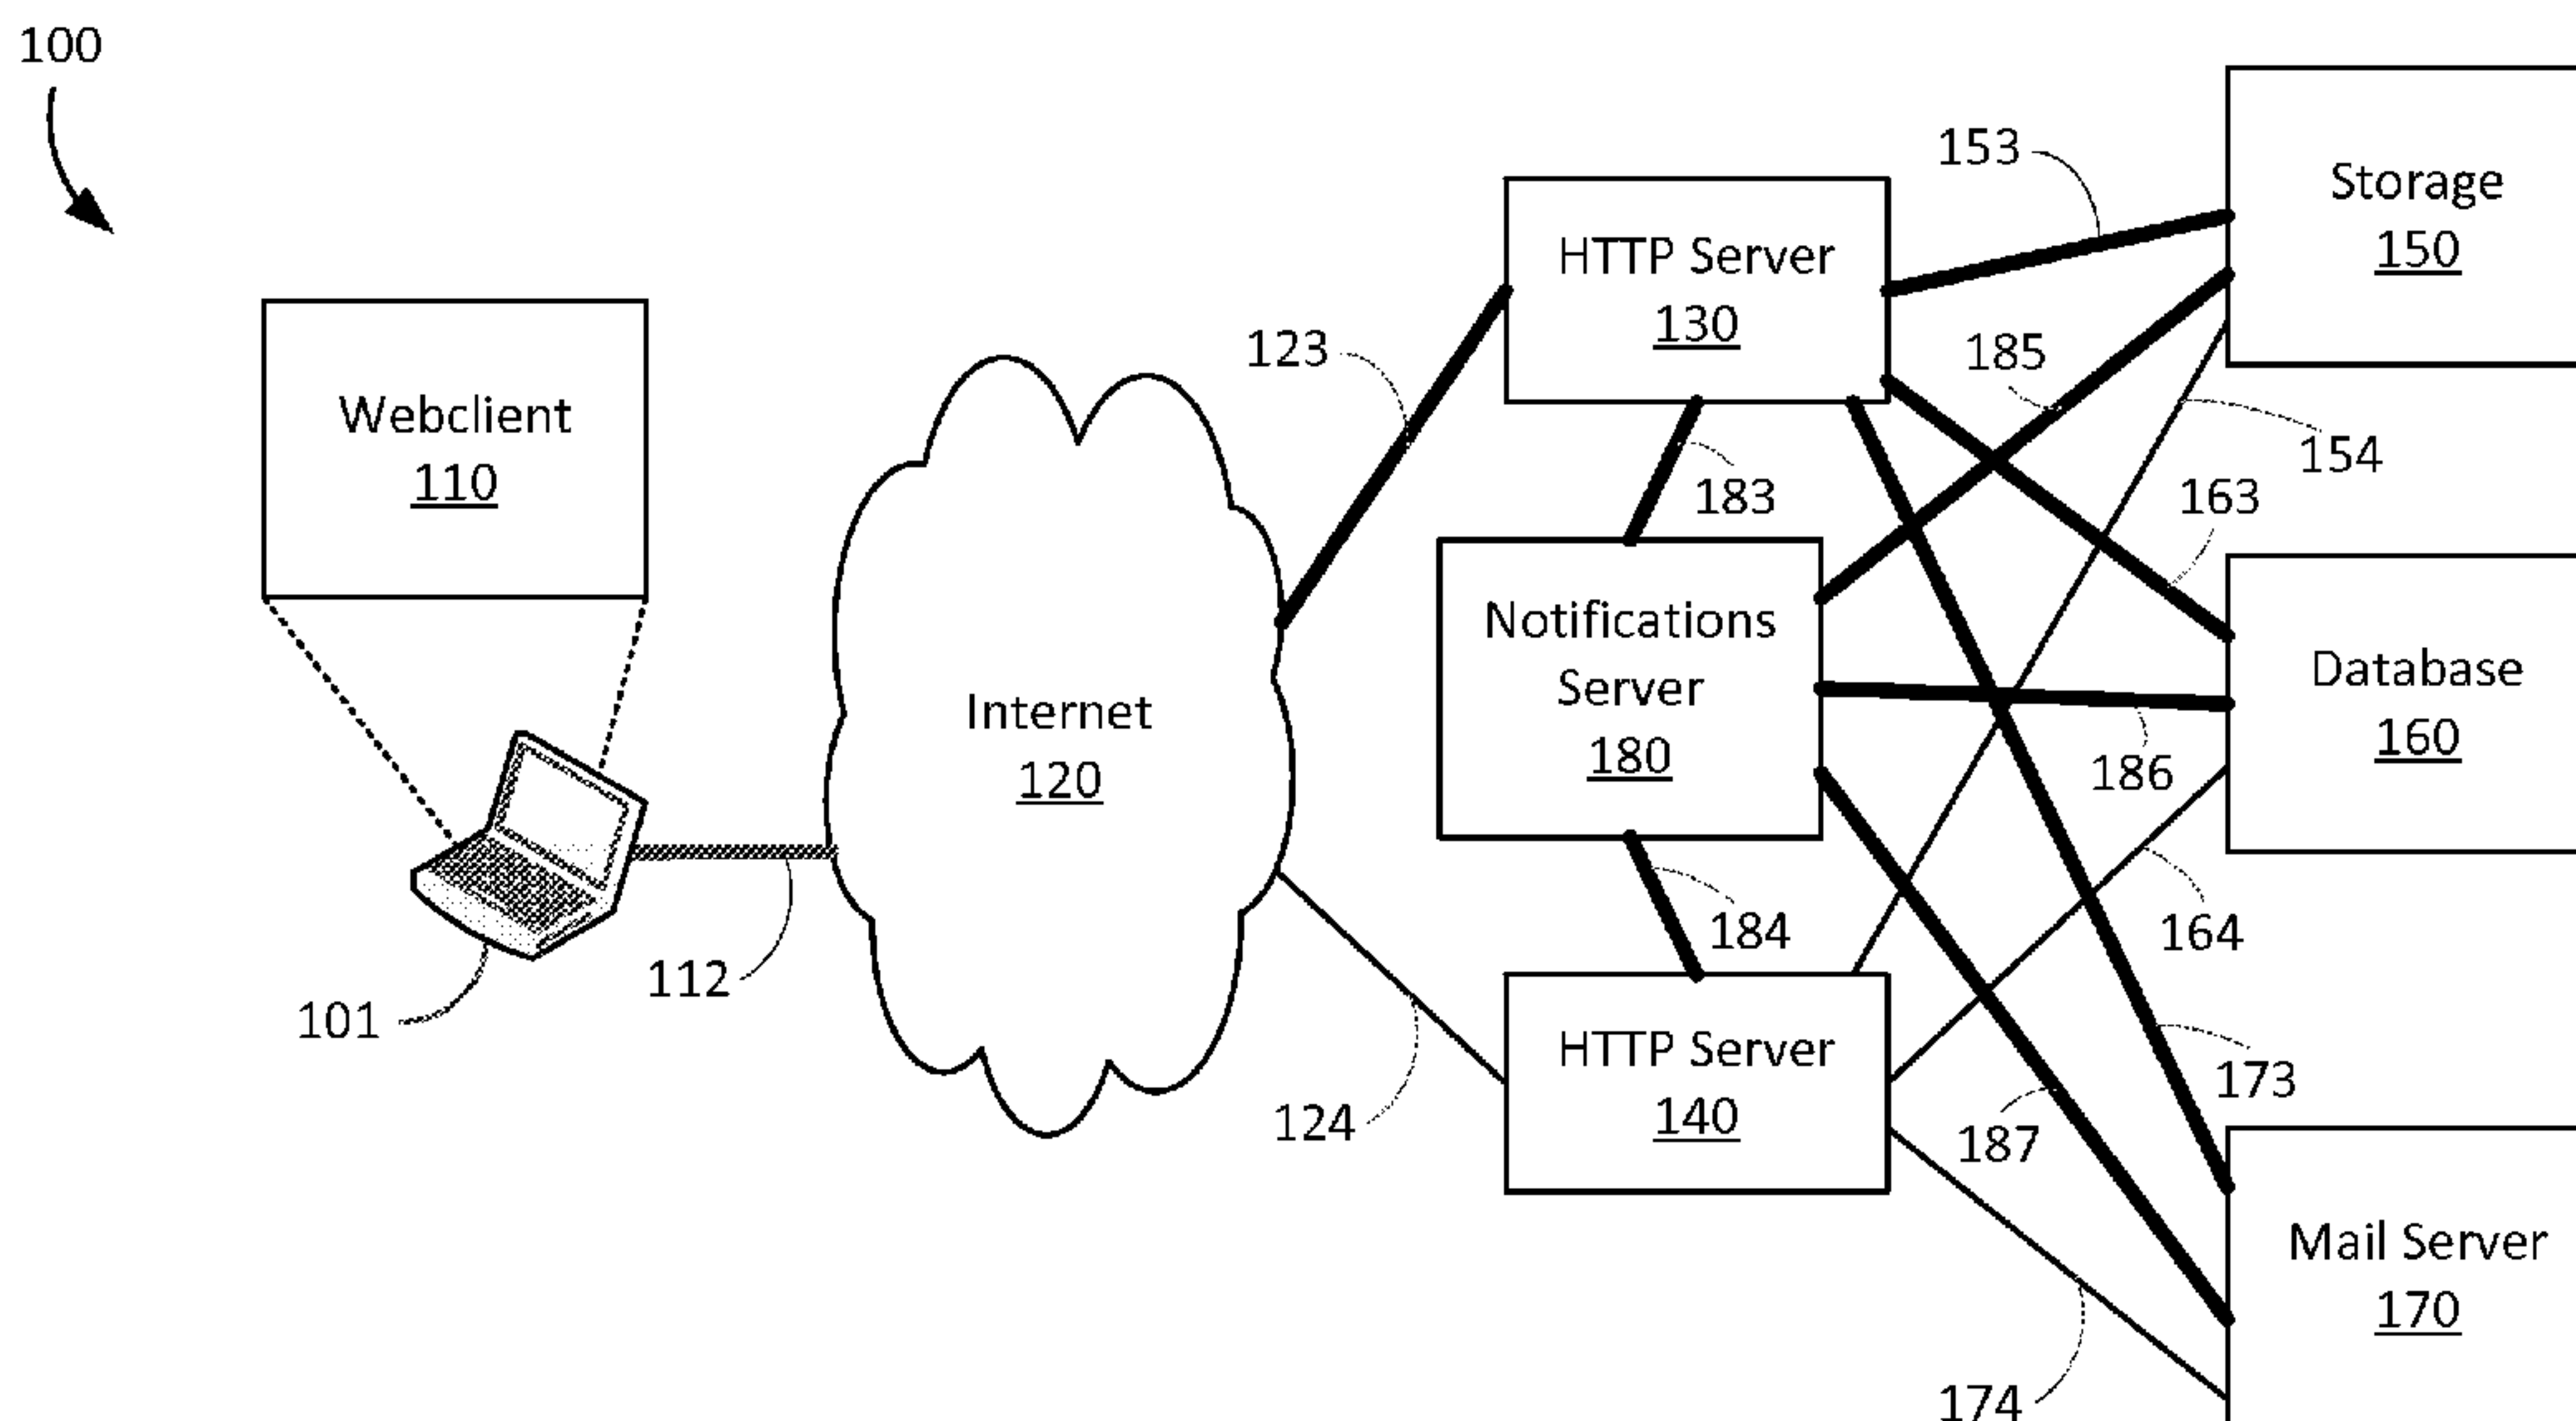 100
Webclient
110
101
112
Internet
120
123
124
HTTP Server
130
183
Notifications
Server
180
184
HTTP Server
140
153
185
154
163
186
164
173
187
174
Storage
150
Database
160
Mail Server
170